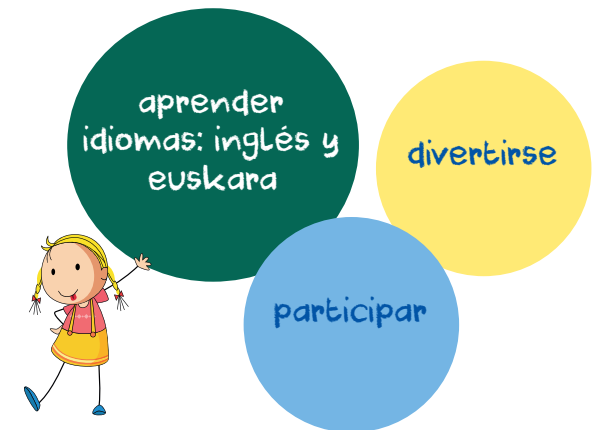 aprender
idiomas: inglés y
euskara
divertirse
participar